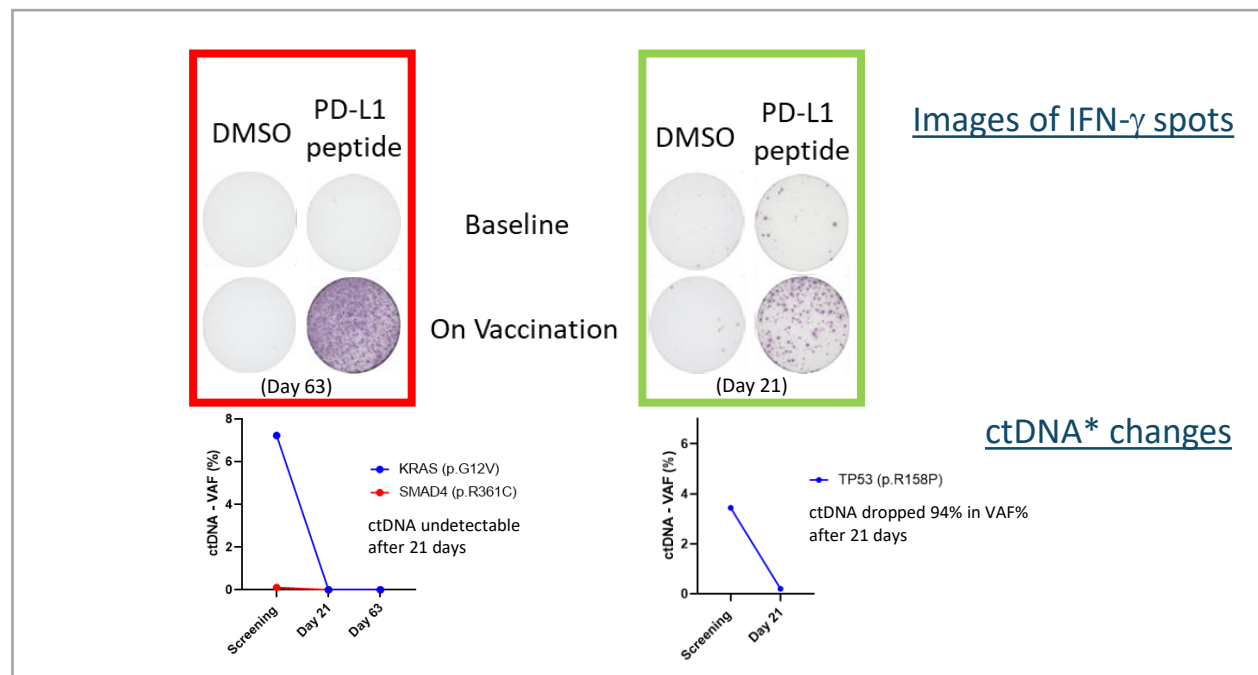 DMSO
PD-L1
peptide
DMSO
PD-L1
peptide
Images of IFN-γ spots
Baseline
On Vaccination
(Day 63)
(Day 21)
ctDNA* changes
ctDNA - VAF (%)
8
6
4
2
0
Screening
Day 21
Day 63
KRAS (p.G12V)
SMAD4 (p.R361C)
ctDNA undetectable
after 21 days
ctDNA - VAF (%)
6
4
2
0
Screening
Day 21
TP53 (p.R158P)
ctDNA dropped 94% in VAF%
after 21 days